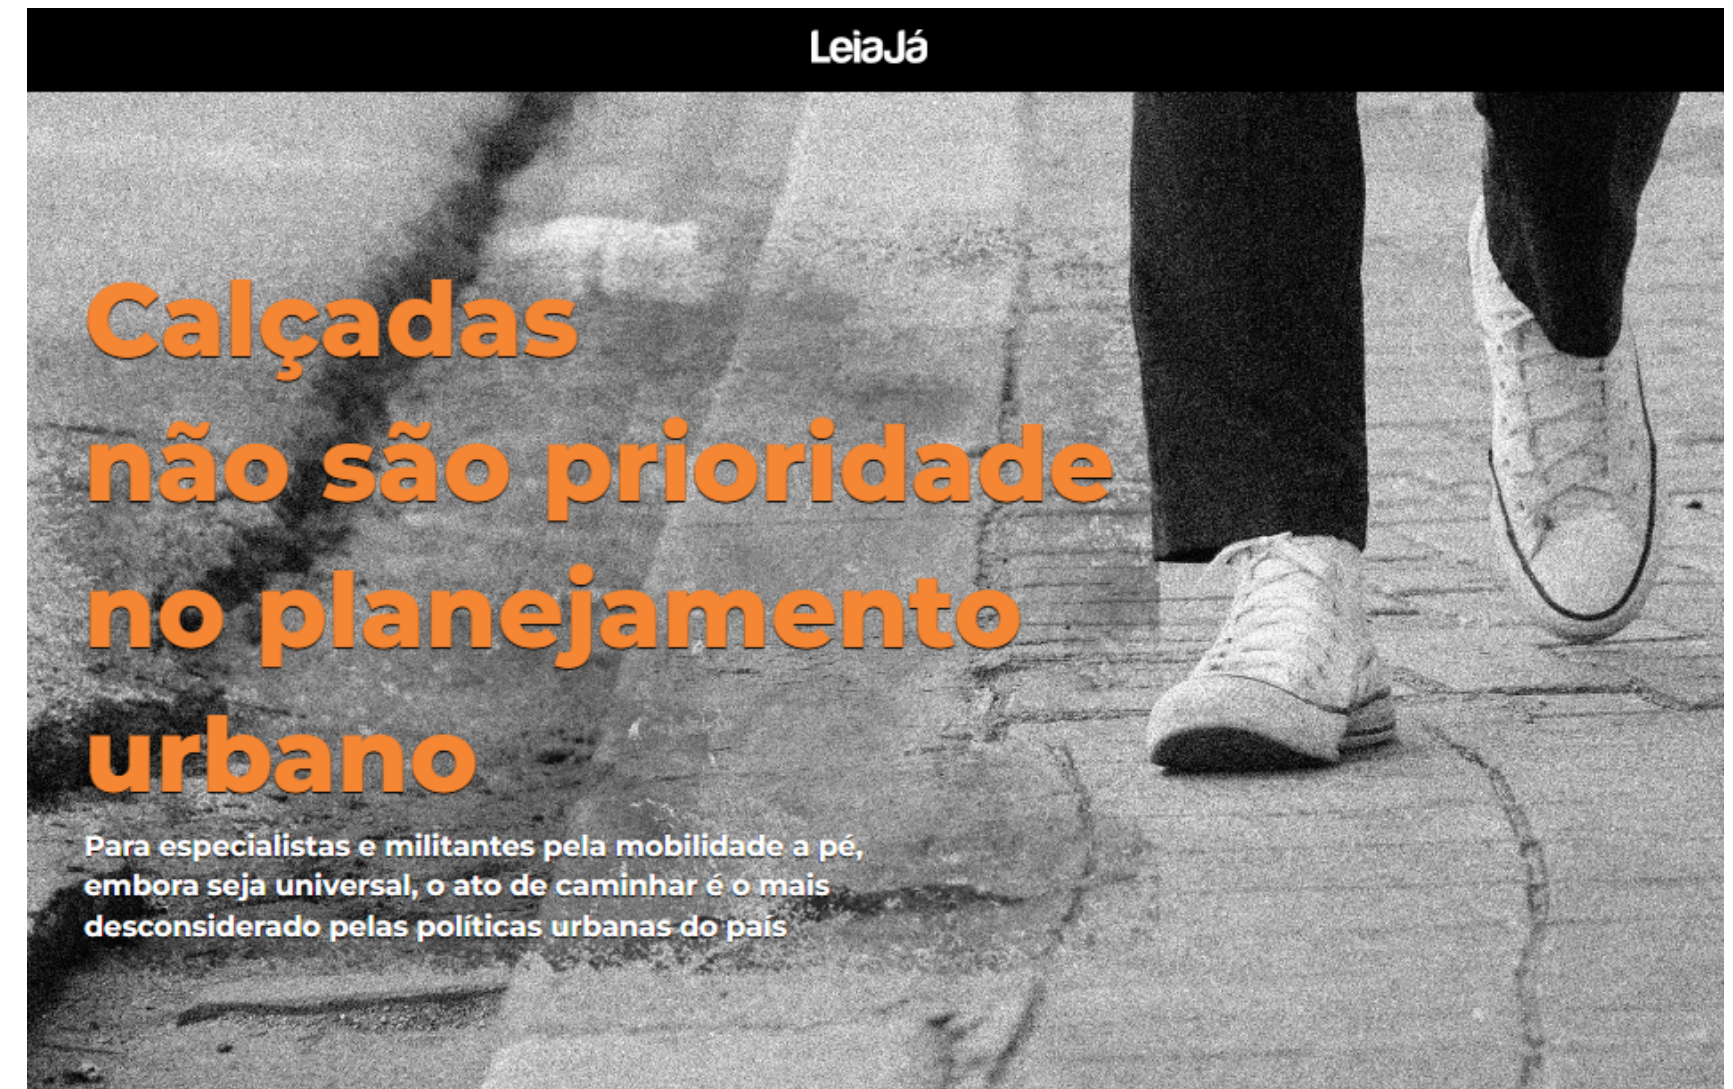 LeiaJá
Calçadas
não são prioridade
no planejamento
urbano
Para especialistas e militantes pela mobilidade a pé,
embora seja universal, o ato de caminhar é o mais
desconsiderado pelas políticas urbanas do país